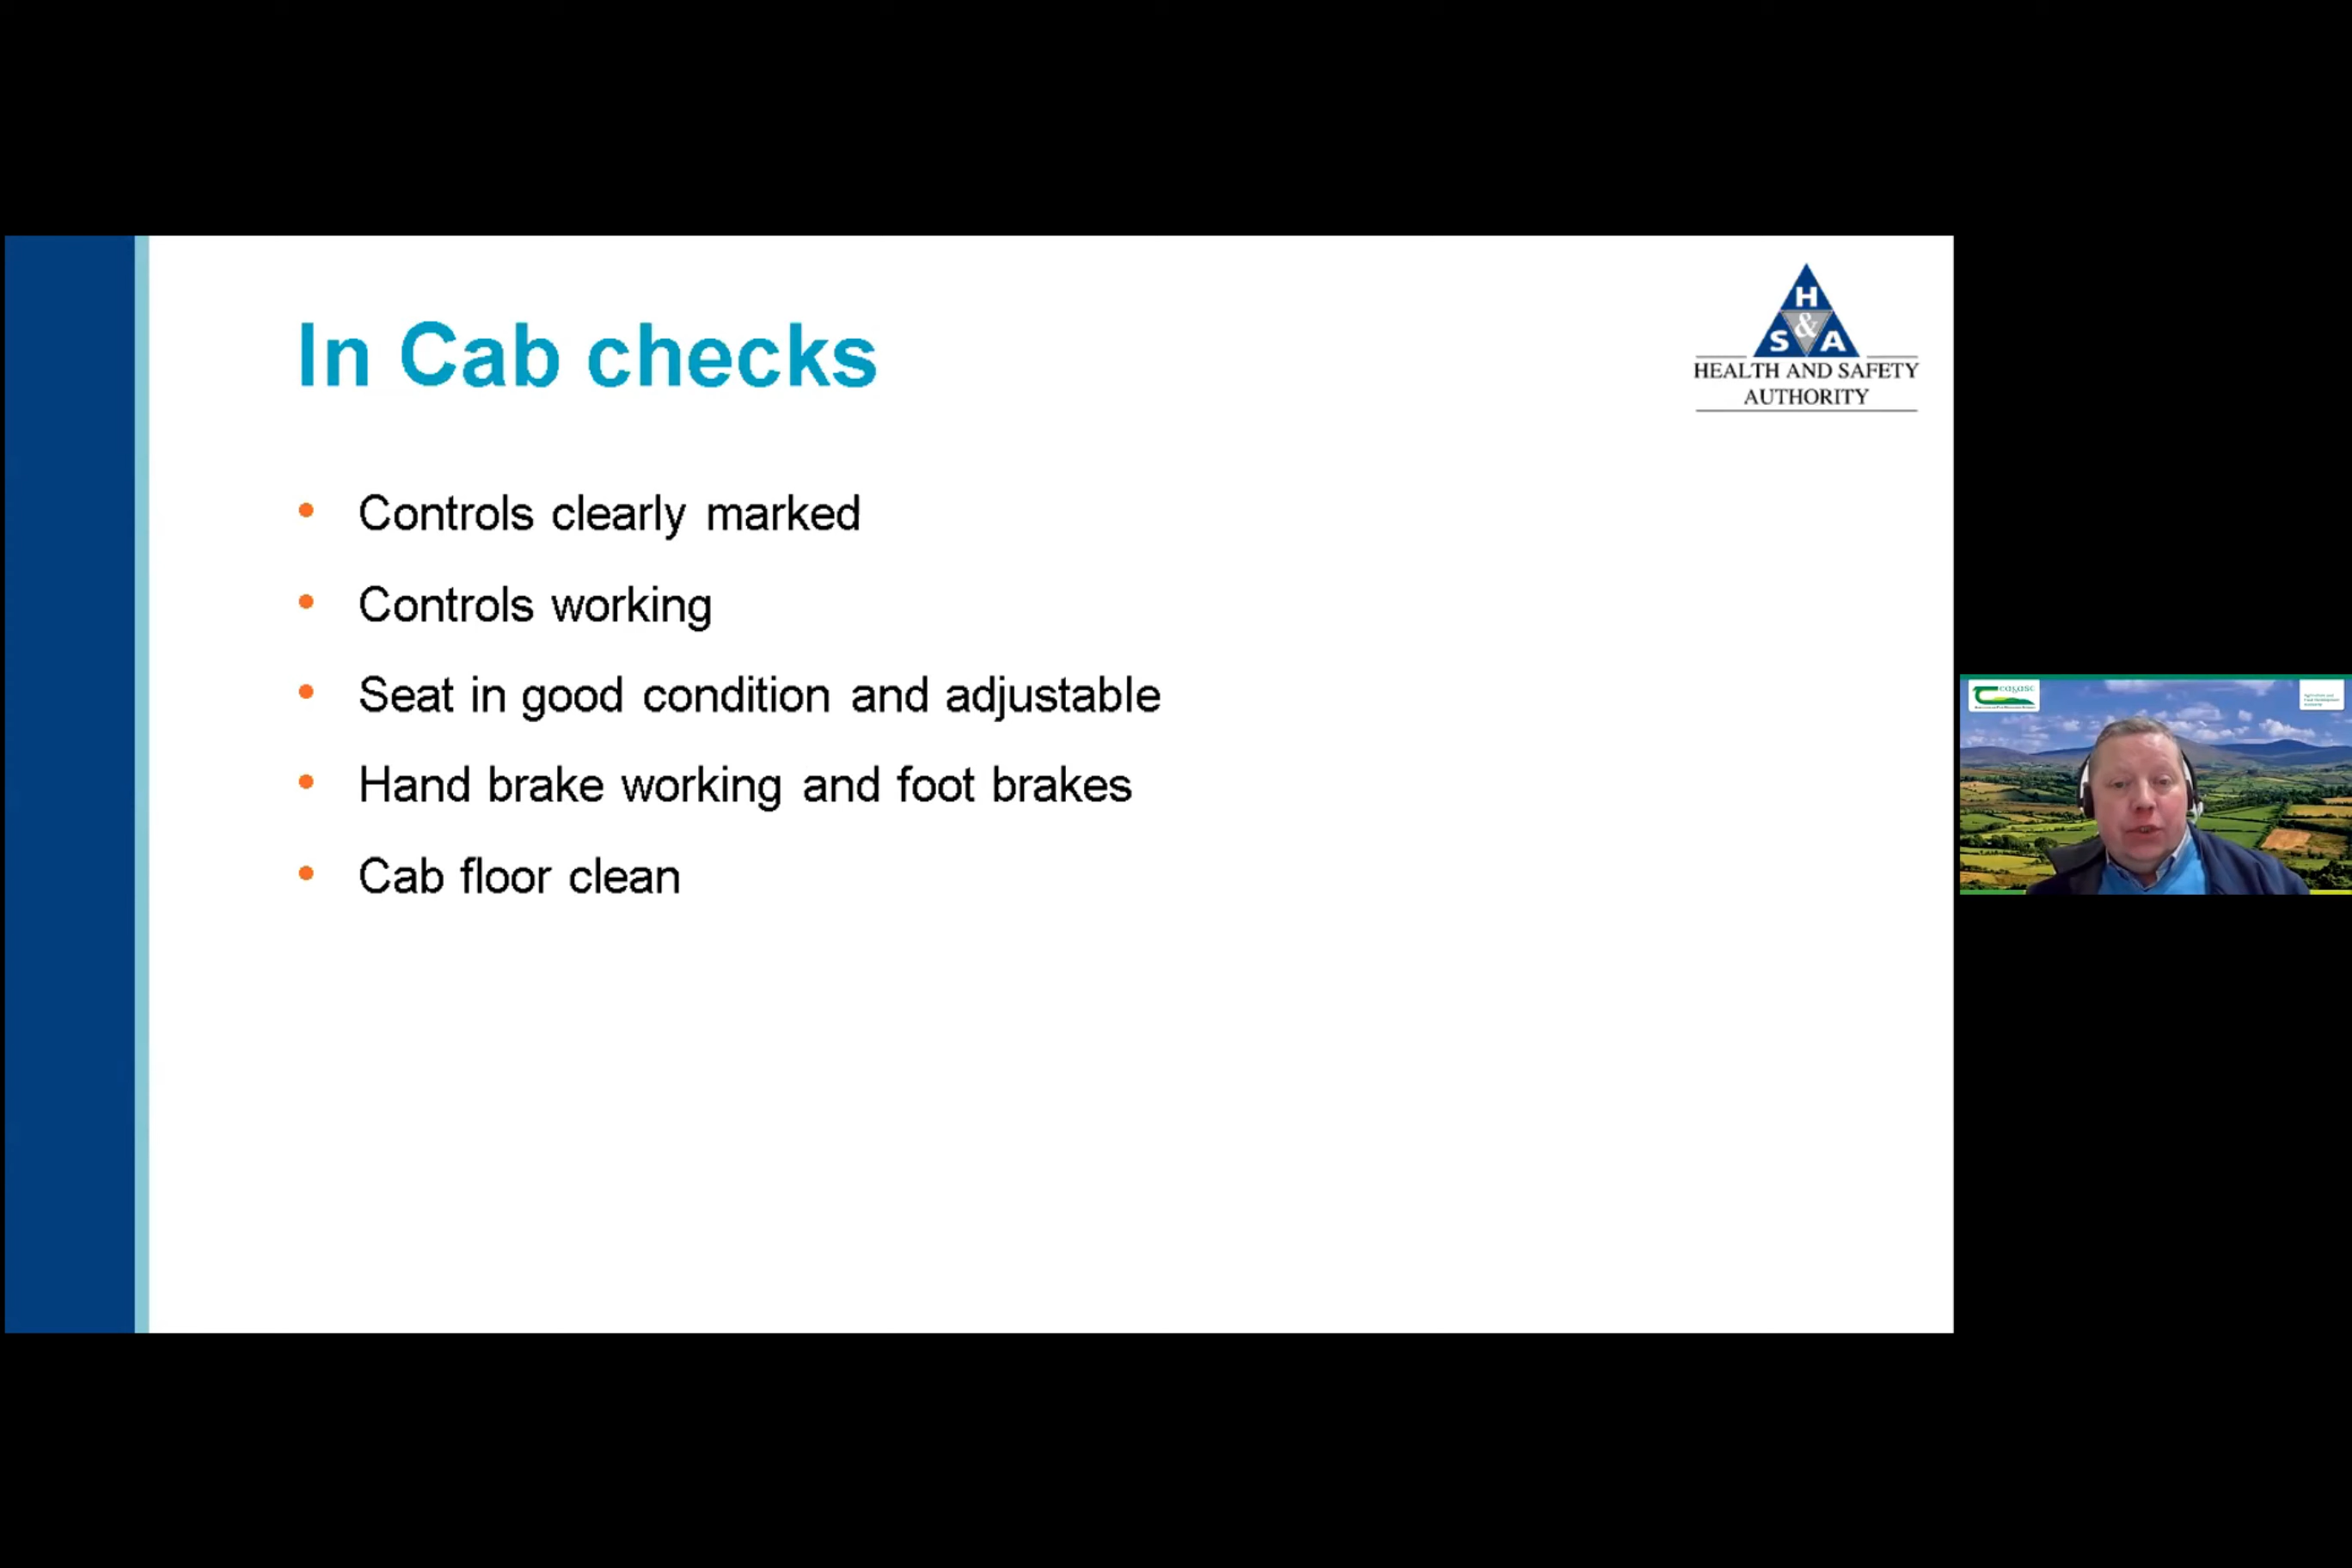 In Cab checks
H
S & A
HEALTH AND SAFETY
AUTHORITY
• Controls clearly marked
• Controls working
• Seat in good condition and adjustable
• Hand brake working and foot brakes
• Cab floor clean
Teagasc